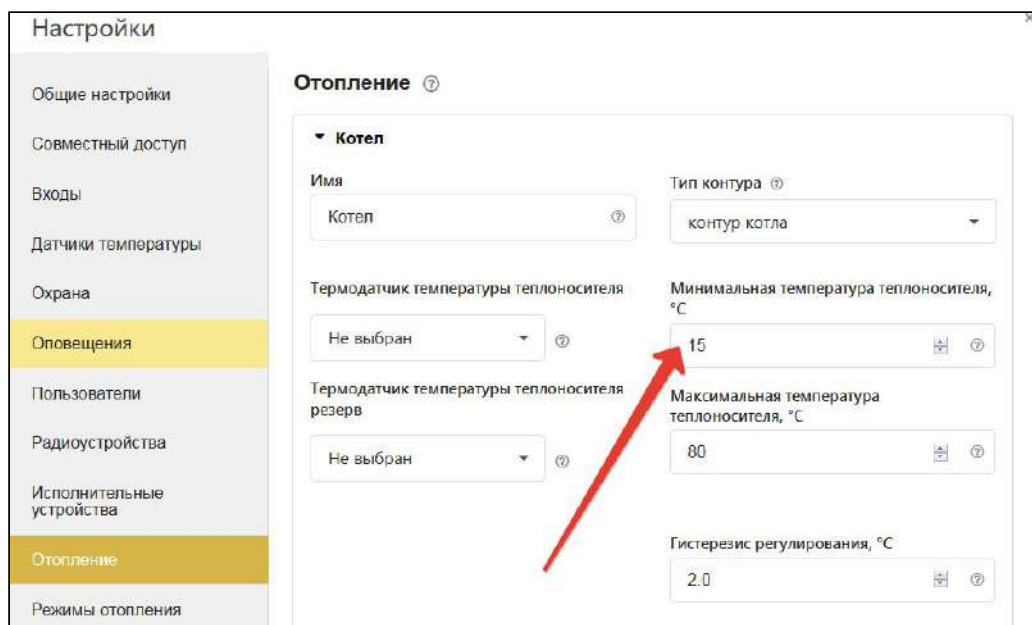 Настройки
Общие настройки
Совместный доступ
Входы
Датчики температуры
Охрана
Оповещения
Пользователи
Радиоустройства
Исполнительные
устройства
Отопление
Режимы отопления
Отопление
Котел
Имя
Котел
Тип контура
контур котла
Термодатчик температуры теплоносителя
Не выбран
Минимальная температура теплоносителя,
°C
15
Термодатчик температуры теплоносителя
резерв
Не выбран
Максимальная температура
теплоносителя, °C
80
Гистерезис регулирования, °C
2.0